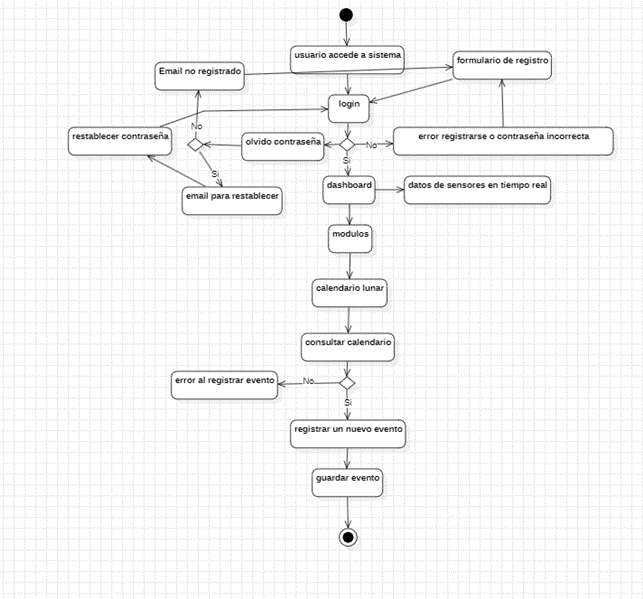 usuario accede a sistema
formulario de registro
Email no registrado
login
No
restablecer contraseña
olvido contraseña
No
error registrarse o contraseña incorrecta
Si
Si
dashboard
datos de sensores en tiempo real
email para restablecer
modulos
calendario lunar
consultar calendario
error al registrar evento
No
Si
registrar un nuevo evento
guardar evento